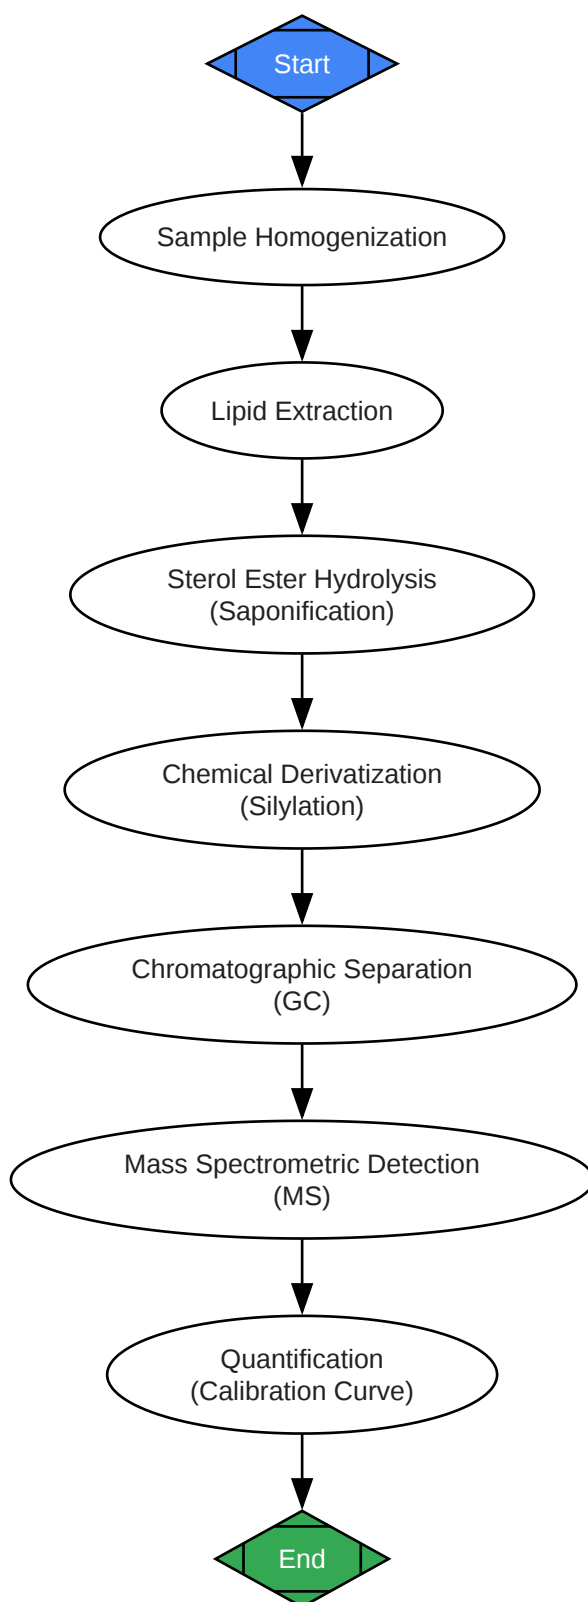 Start
Sample Homogenization
Lipid Extraction
Sterol Ester Hydrolysis
(Saponification)
Chemical Derivatization
(Silylation)
Chromatographic Separation
(GC)
Mass Spectrometric Detection
(MS)
Quantification
(Calibration Curve)
End